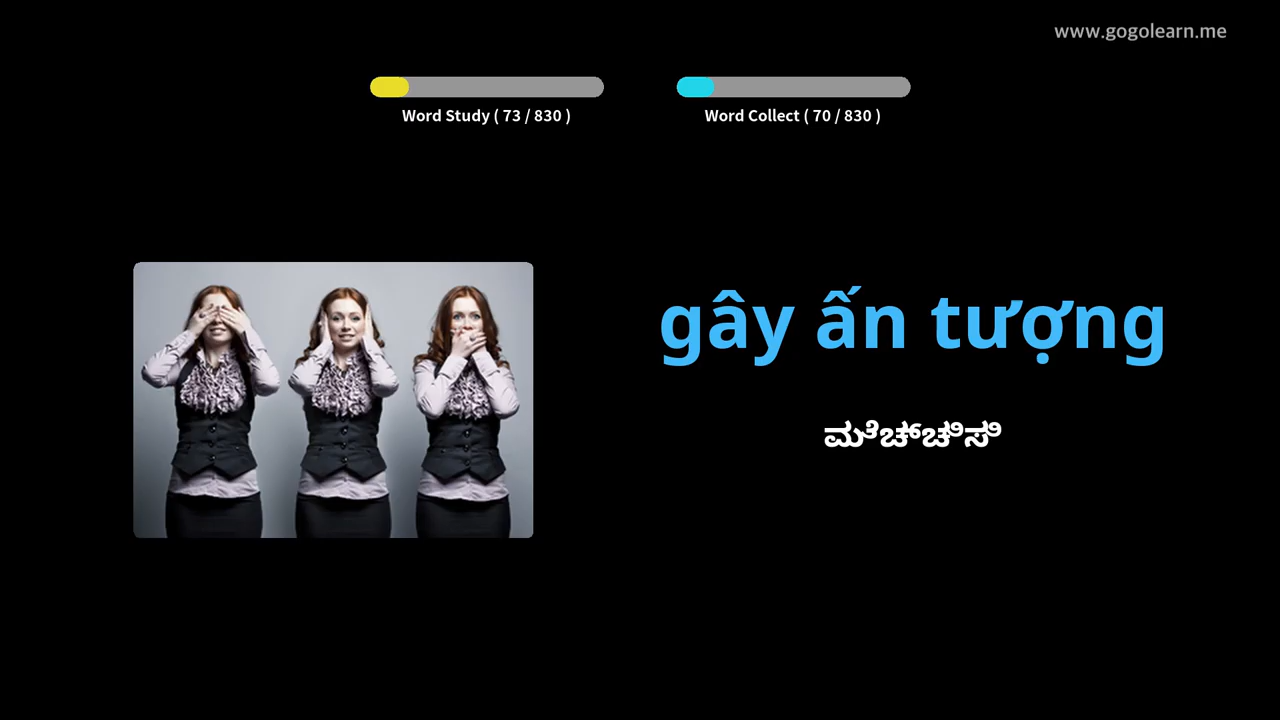 www.gogolearn.me
Word Study ( 73 / 830 )
Word Collect ( 70 / 830 )
gây ấn tượng
ಮೆಚ್ಚಿಸಿ